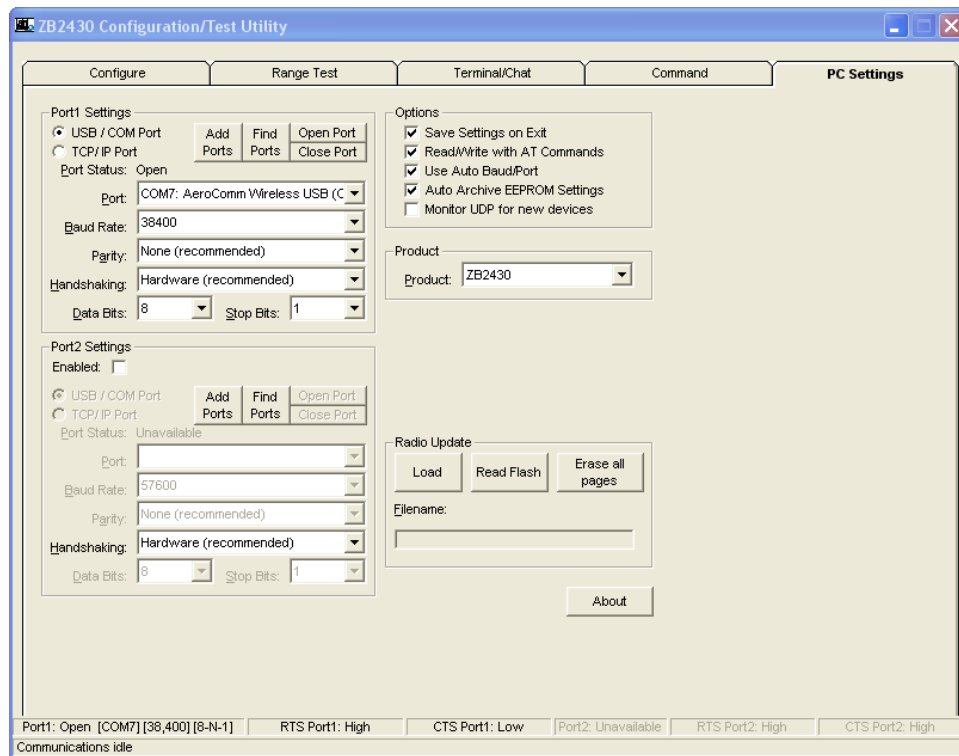 ZB2430 Configuration/Test Utility
Configure Range Test Terminal/Chat Command PC Settings
Port1 Settings
USB / COM Port
TCP/IP Port
Add Ports
Find Ports
Open Port
Close Port
Port Status: Open
Port: COM7: AeroComm Wireless USB (C
Baud Rate: 38400
Parity: None (recommended)
Handshaking: Hardware (recommended)
Data Bits: 8 Stop Bits: 1
Port2 Settings
Enabled:
USB / COM Port
TCP/IP Port
Add Ports
Find Ports
Open Port
Close Port
Port Status: Unavailable
Port:
Baud Rate: 57600
Parity: None (recommended)
Handshaking: Hardware (recommended)
Data Bits: 8 Stop Bits: 1
Options
Save Settings on Exit
Read/Write with AT Commands
Use Auto Baud/Port
Auto Archive EEPROM Settings
Monitor UDP for new devices
Product
Product: ZB2430
Radio Update
Load
Read Flash
Erase all pages
Filename:
About
Port1: Open [COM7] [38,400] [8-N-1] RTS Port1: High CTS Port1: Low Port2: Unavailable RTS Port2: High CTS Port2: High
Communications idle